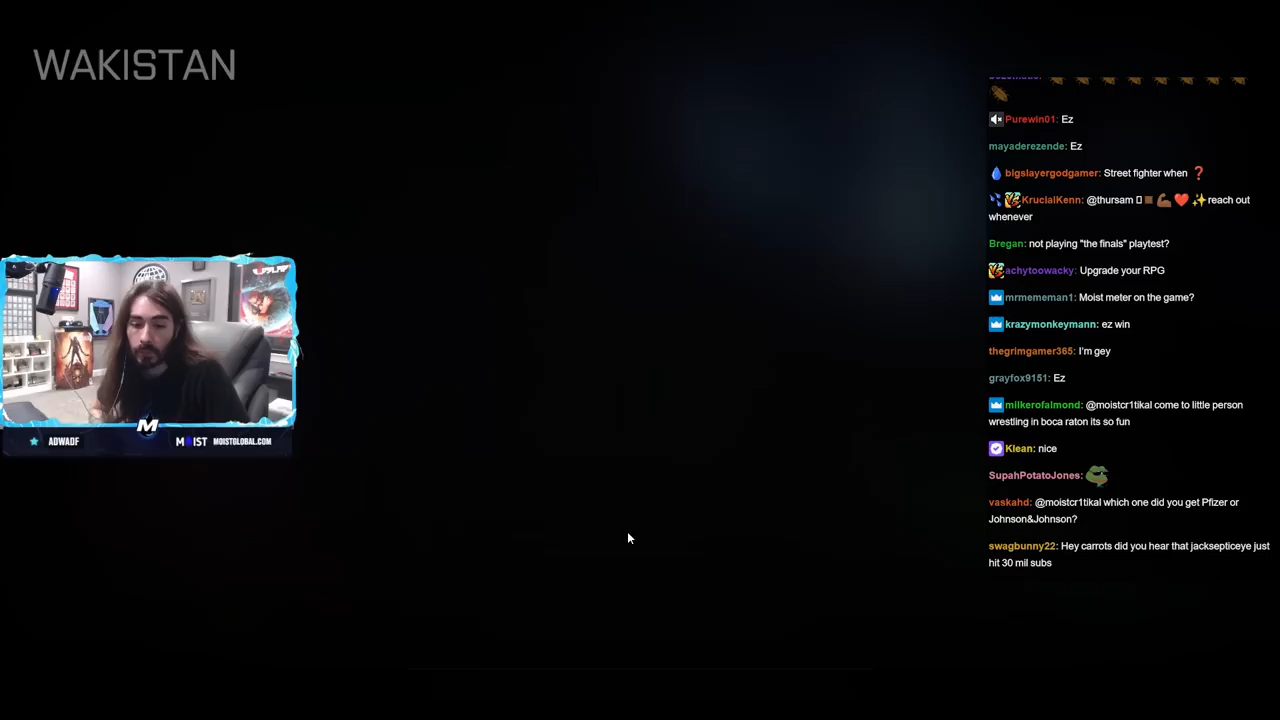 WAKISTAN
Purewin01: Ez
mayaderezende: Ez
bigslayergodgamer: Street fighter when ❓
KrucialKenn: @thursam 💪🏾 ❤️ ✨reach out
whenever
Bregan: not playing "the finals" playtest?
achytoowacky: Upgrade your RPG
mrmememan1: Moist meter on the game?
krazymonkeymann: ez win
thegrimgamer365: I'm gey
grayfox9151: Ez
milkerofalmond: @moistcr1tikal come to little person
wrestling in boca raton its so fun
Klean: nice
SupahPotatoJones:
vaskahd: @moistcr1tikal which one did you get Pfizer or
Johnson&Johnson?
swagbunny22: Hey carrots did you hear that jacksepticeye just
hit 30 mil subs
M
ADWADF
MOIST MOISTGLOBAL.COM